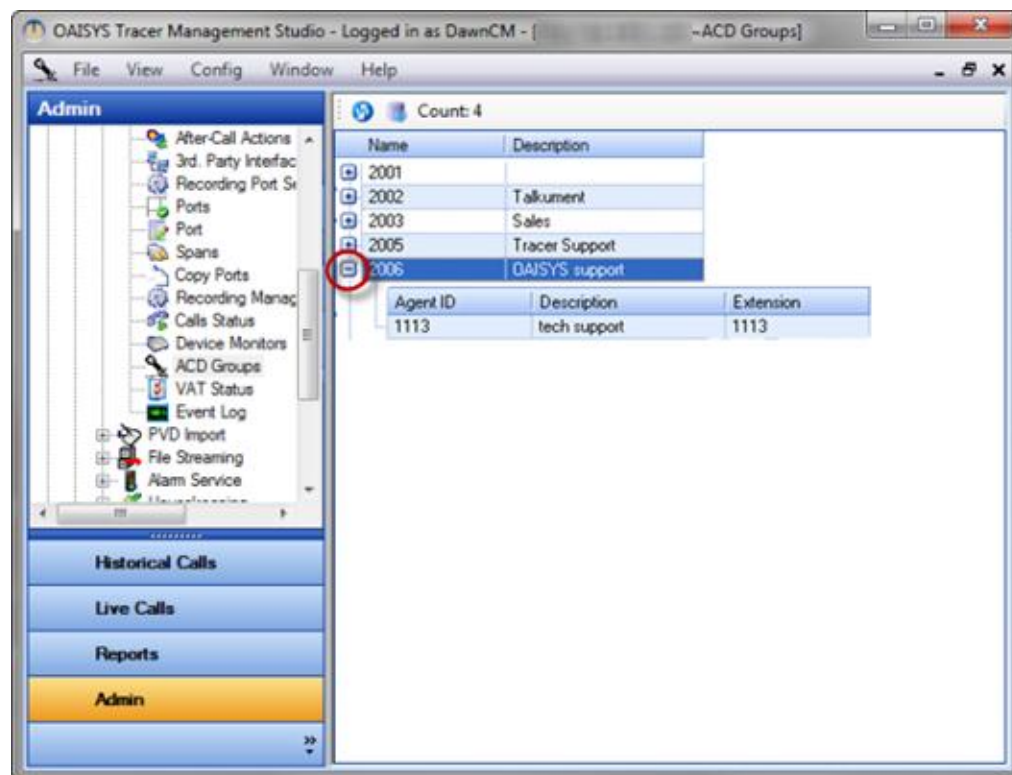 OAISYS Tracer Management Studio - Logged in as DawnCM - [ -ACD Groups]
File View Config Window Help
Admin
After-Call Actions
3rd. Party Interfac
Recording Port Se
Ports
Port
Spans
Copy Ports
Recording Manag
Calls Status
Device Monitors
ACD Groups
VAT Status
Event Log
PVD Import
File Streaming
Alarm Service
Historical Calls
Live Calls
Reports
Admin
Count: 4
Name Description
2001
2002 Talkument
2003 Sales
2005 Tracer Support
2006 OAISYS support
Agent ID Description Extension
1113 tech support 1113